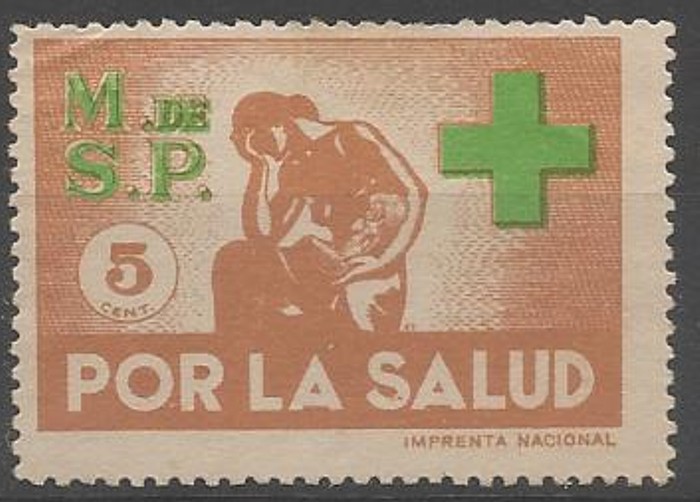 M. DE
S. P.
5
CENT.
POR LA SALUD
IMPRENTA NACIONAL